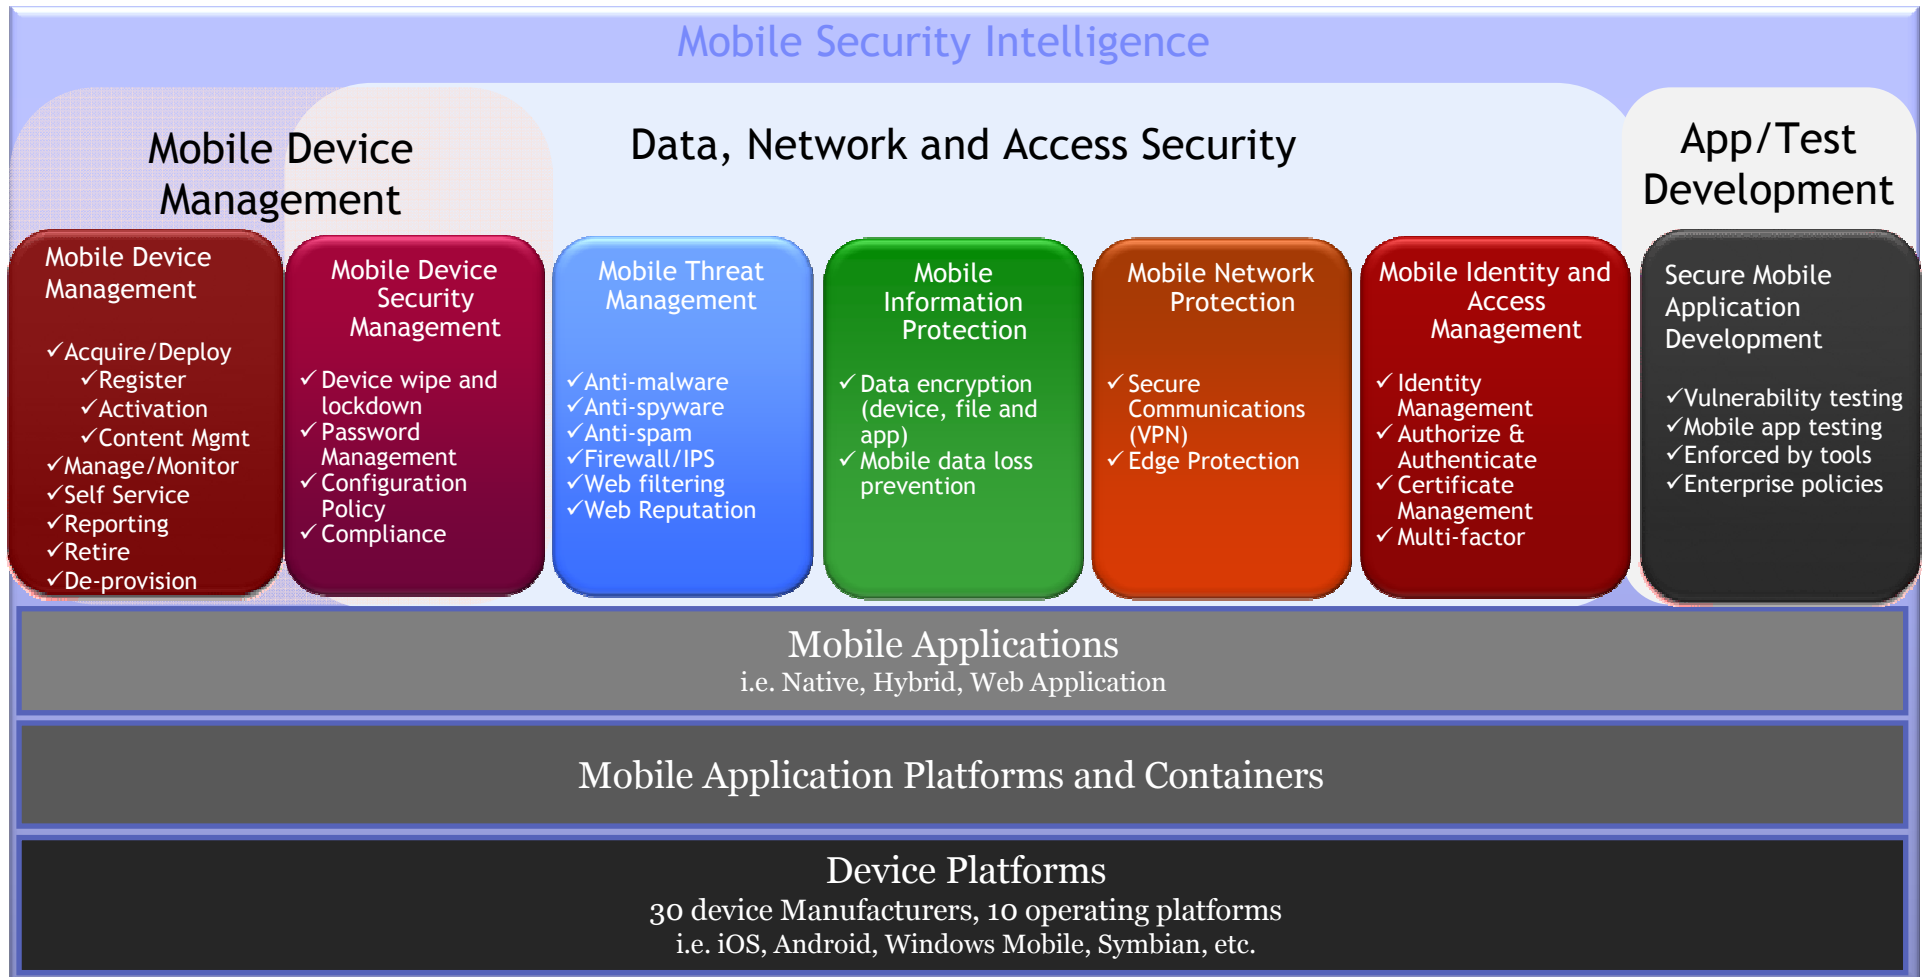 Mobile Security Intelligence
Mobile Device
Management
Data, Network and Access Security
App/Test
Development
Mobile Device
Management
✓Acquire/Deploy
✓Register
✓Activation
✓Content Mgmt
✓Manage/Monitor
✓Self Service
✓Reporting
✓Retire
✓De-provision
Mobile Device
Security
Management
✓Device wipe and
lockdown
✓Password
Management
✓Configuration
Policy
✓Compliance
Mobile Threat
Management
✓Anti-malware
✓Anti-spyware
✓Anti-spam
✓Firewall/IPS
✓Web filtering
✓Web Reputation
Mobile
Information
Protection
✓Data encryption
(device, file and
app)
✓Mobile data loss
prevention
Mobile Network
Protection
✓Secure
Communications
(VPN)
✓Edge Protection
Mobile Identity and
Access
Management
✓Identity
Management
✓Authorize &
Authenticate
✓Certificate
Management
✓Multi-factor
Secure Mobile
Application
Development
✓Vulnerability testing
✓Mobile app testing
✓Enforced by tools
✓Enterprise policies
Mobile Applications
i.e. Native, Hybrid, Web Application
Mobile Application Platforms and Containers
Device Platforms
30 device Manufacturers, 10 operating platforms
i.e. iOS, Android, Windows Mobile, Symbian, etc.